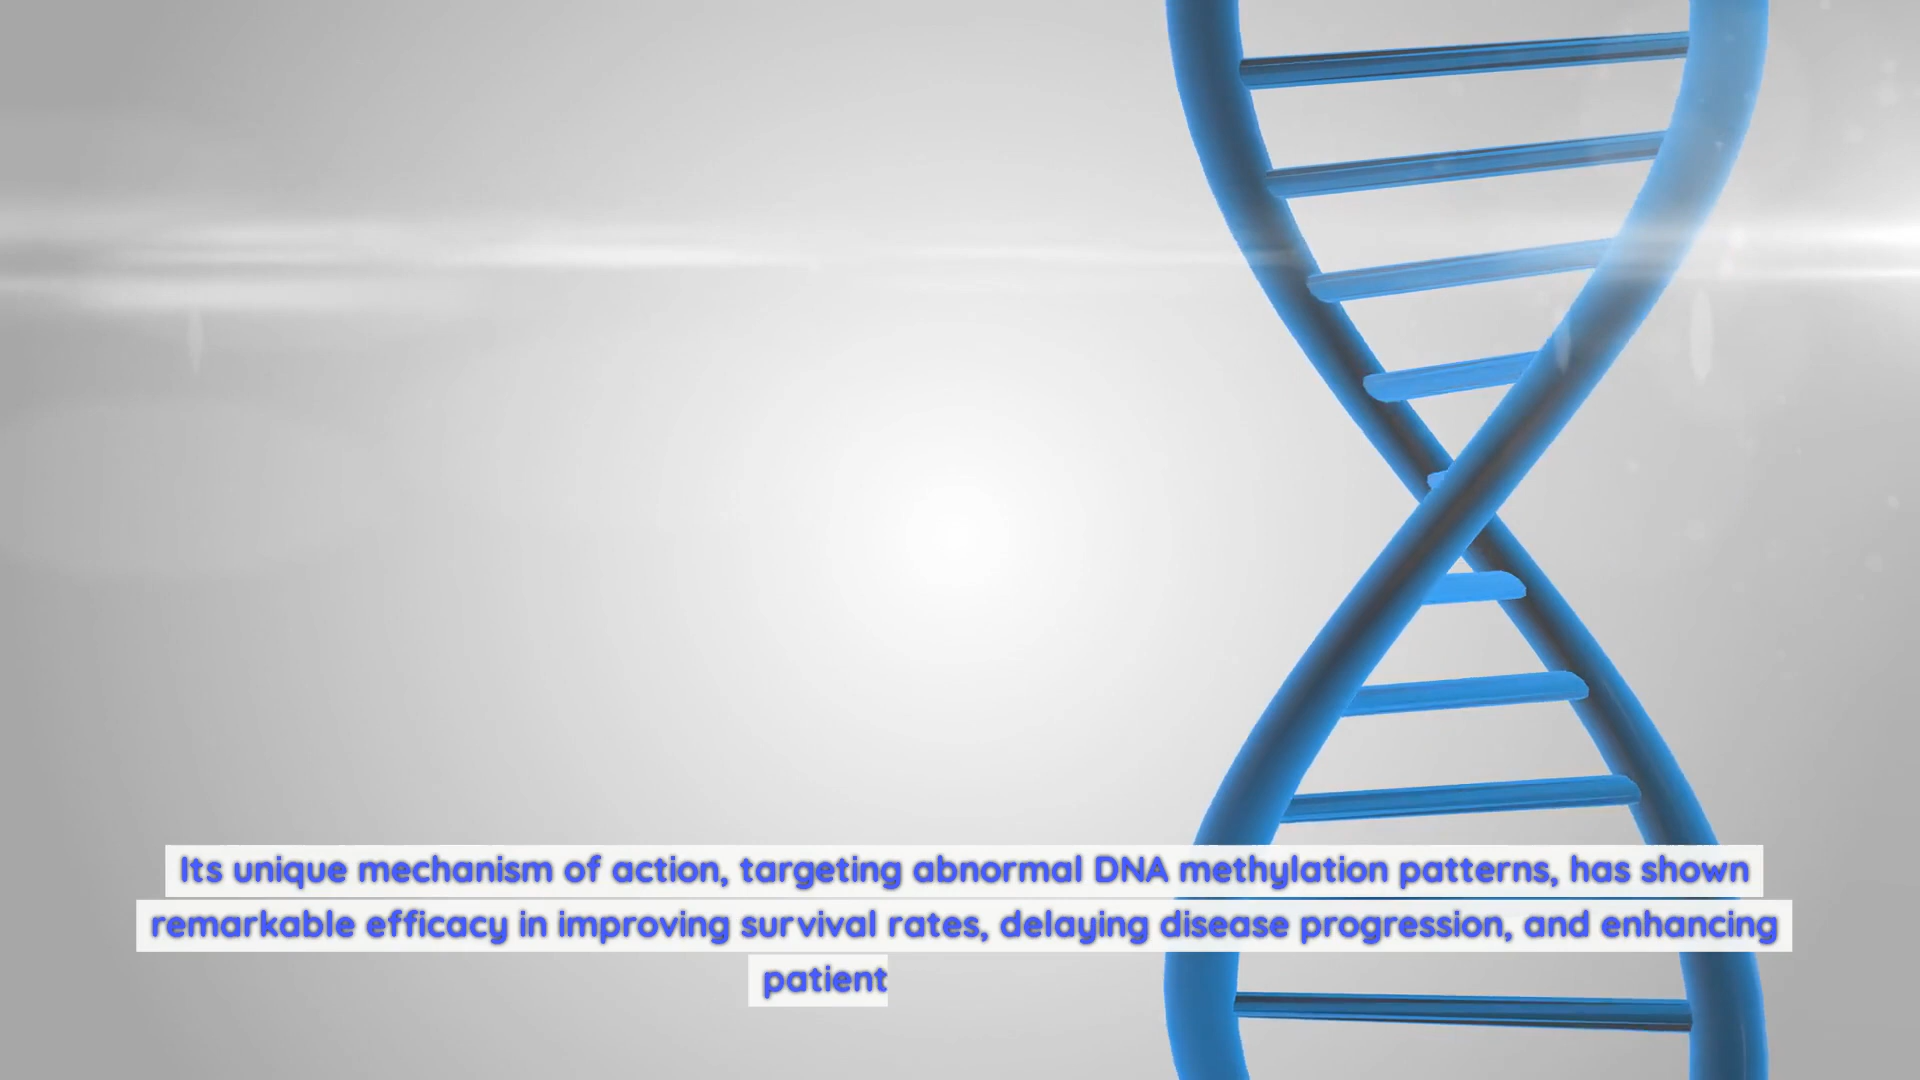 Its unique mechanism of action, targeting abnormal DNA methylation patterns, has shown
remarkable efficacy in improving survival rates, delaying disease progression, and enhancing
patient